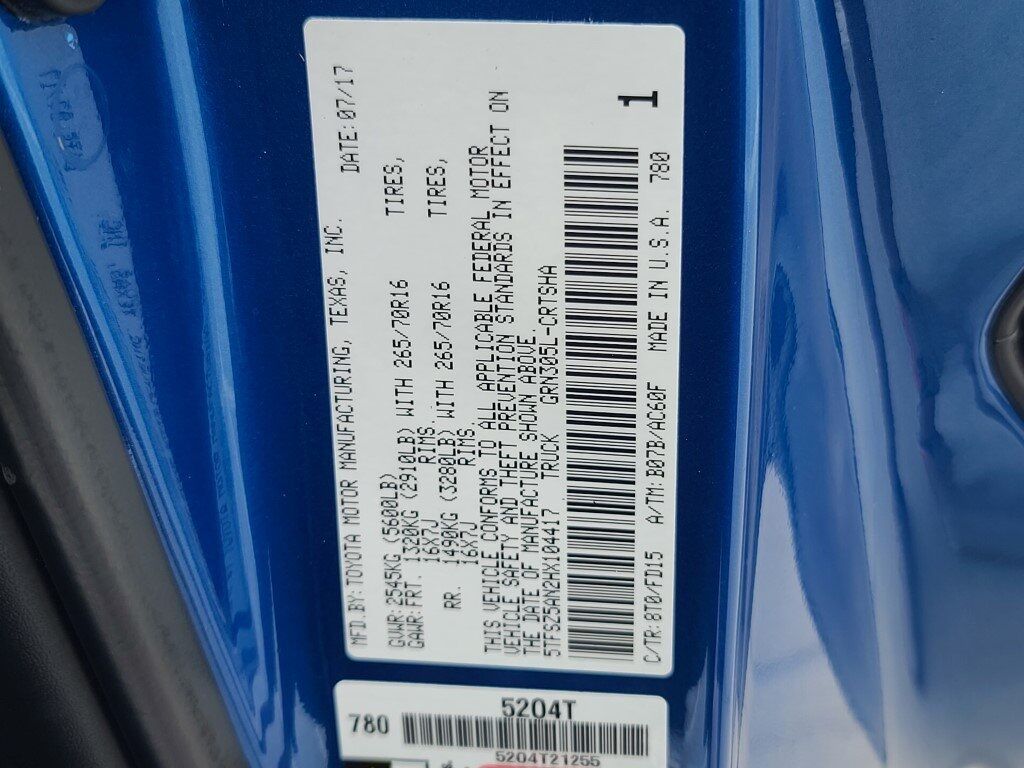 MFD.BY:TOYOTA MOTOR MANUFACTURING, TEXAS, INC. DATE:07/17
GVWR:2545KG (5600LB)
GAWR:FRT. 1320KG (2910LB) WITH 265/70R16 TIRES,
16X7J RIMS.
RR. 1490KG (3280LB) WITH 265/70R16 TIRES,
16X7J RIMS.
THIS VEHICLE CONFORMS TO ALL APPLICABLE FEDERAL MOTOR
VEHICLE SAFETY AND THEFT PREVENTION STANDARDS IN EFFECT ON
THE DATE OF MANUFACTURE SHOWN ABOVE.
5TFSZ5AN2HX104417 TRUCK GRN305L-CRTSHA
1
C/TR:8T0/FD15 A/TM:B07B/AC60F MADE IN U.S.A. 780
5204T
780
5204T21255